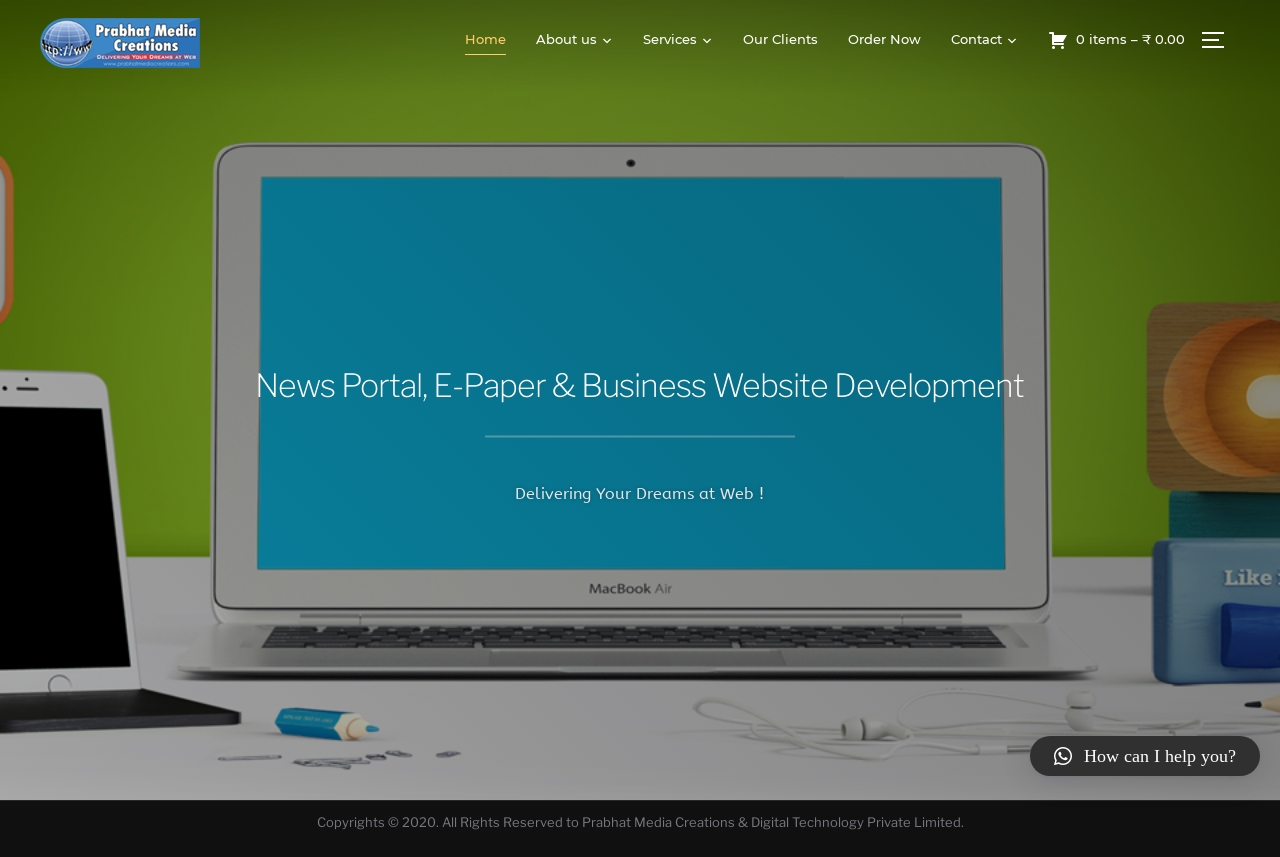 Prabhat Media
Creations
ttp://ww
DELIVERING YOUR DREAMS AT WEB
www.prabhatmediacreations.com
Home
About us
Services
Our Clients
Order Now
Contact
0 items – ₹ 0.00
News Portal, E-Paper & Business Website Development
Delivering Your Dreams at Web !
MacBook Air
Like
How can I help you?
Copyrights © 2020. All Rights Reserved to Prabhat Media Creations & Digital Technology Private Limited.